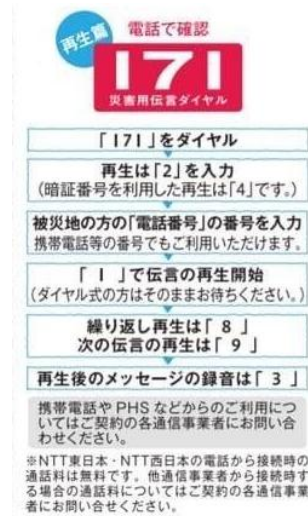 再生篇
電話で確認
171
災害用伝言ダイヤル
「171」をダイヤル
再生は「2」を入力
(暗証番号を利用した再生は「4」です。)
被災地の方の「電話番号」の番号を入力
携帯電話等の番号でもご利用いただけます。
「1」で伝言の再生開始
(ダイヤル式の方はそのままお待ちください。)
繰り返し再生は「 8 」
次の伝言の再生は「 9 」
再生後のメッセージの録音は「 3 」
携帯電話や PHS などからのご利用につ
いてはご契約の各通信事業者にお問い合
わせください。
※NTT東日本・NTT西日本の電話から接続時の
通話料は無料です。他通信事業者から接続す
る場合の通話料についてはご契約の各通信事業
者にお問い合せください。